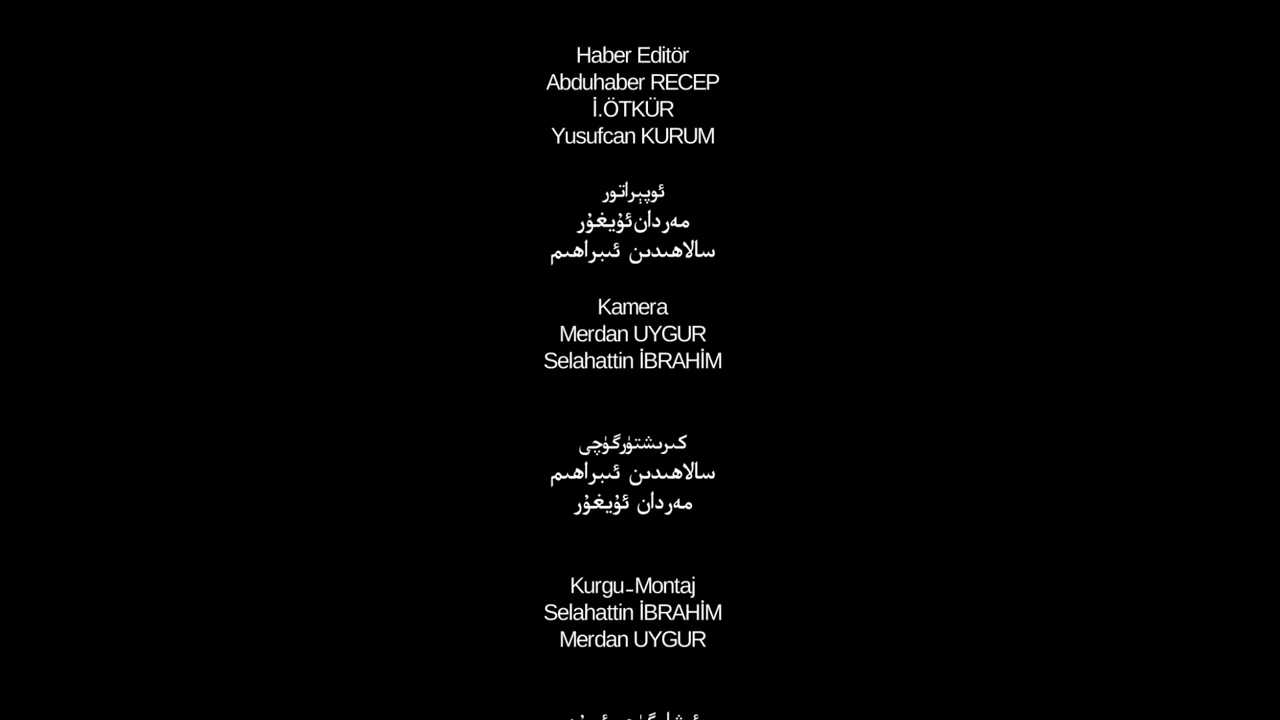 Haber Editör
Abduhaber RECEP
İ.ÖTKÜR
Yusufcan KURUM
ئوپېراتور
مەردان ئۇيغۇر
سالاھىدىن ئىبراھىم
Kamera
Merdan UYGUR
Selahattin İBRAHİM
كىرىشتۈرگۈچى
سالاھىدىن ئىبراھىم
مەردان ئۇيغۇر
Kurgu-Montaj
Selahattin İBRAHİM
Merdan UYGUR